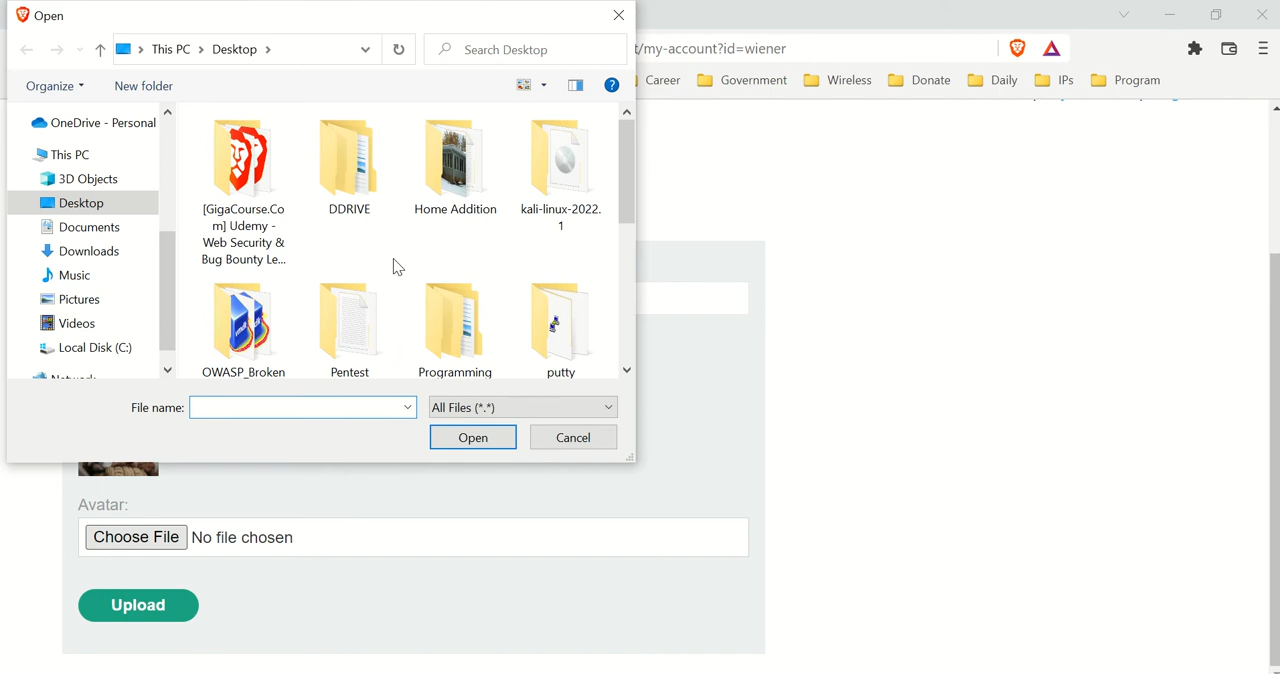 Open
This PC
Desktop
Search Desktop
t/my-account?id=wiener
Organize
New folder
Career
Government
Wireless
Donate
Daily
IPs
Program
OneDrive - Personal
This PC
3D Objects
Desktop
Documents
Downloads
Music
Pictures
Videos
Local Disk (C:)
[GigaCourse.Co
m] Udemy -
Web Security &
Bug Bounty Le...
DDRIVE
Home Addition
kali-linux-2022.
1
OWASP_Broken
Pentest
Programming
putty
File name:
All Files (*.*)
Open
Cancel
Avatar:
Choose File No file chosen
Upload